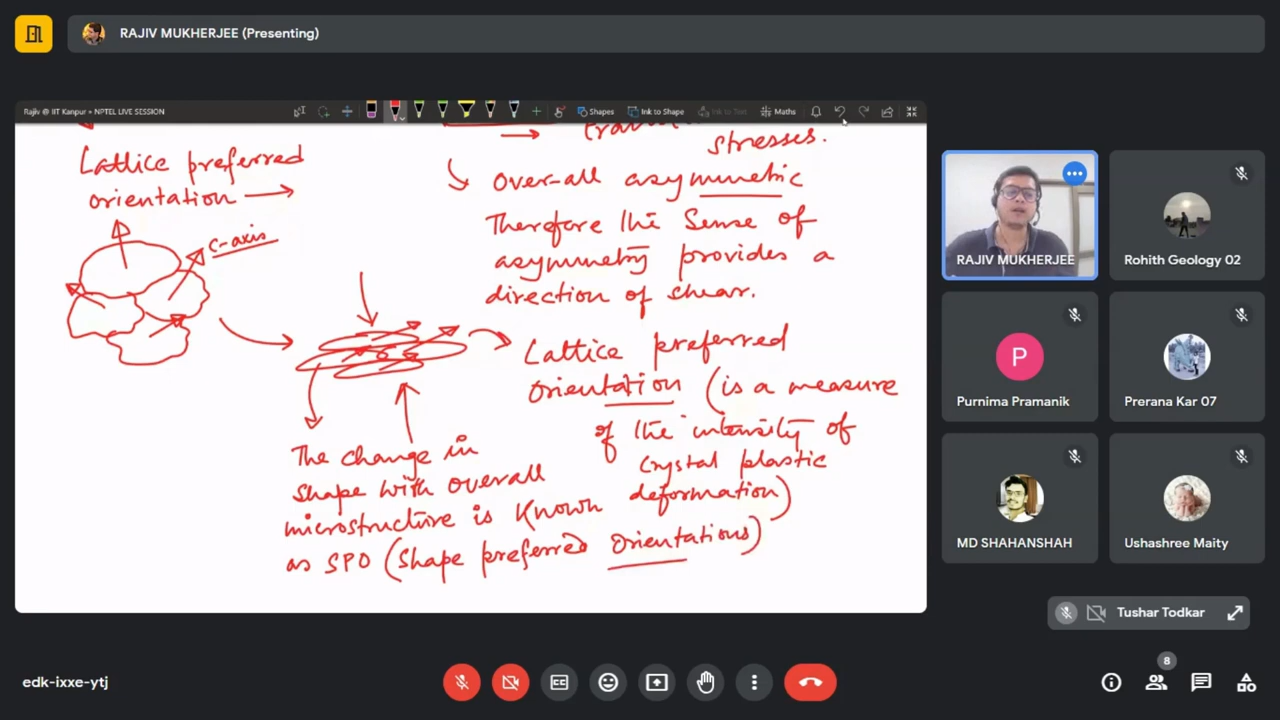 RAJIV MUKHERJEE (Presenting)
Rajiv @ IIT Kanpur » NPTEL LIVE SESSION
Shapes
Ink to Shape
Ink to Text
Maths
stresses.
Lattice preferred
orientation
c-axis
Over-all asymmetric
Therefore the Sense of
asymmetry provides a
direction of shear.
Lattice preferred
Orientation (is a measure
of the intensity of
crystal plastic
deformation)
The change in
shape with overall
microstructure is known
as SPO (Shape preferred Orientations)
RAJIV MUKHERJEE
Rohith Geology 02
P
Purnima Pramanik
Prerana Kar 07
MD SHAHANSHAH
Ushashree Maity
Tushar Todkar
edk-ixxe-ytj
CC
8